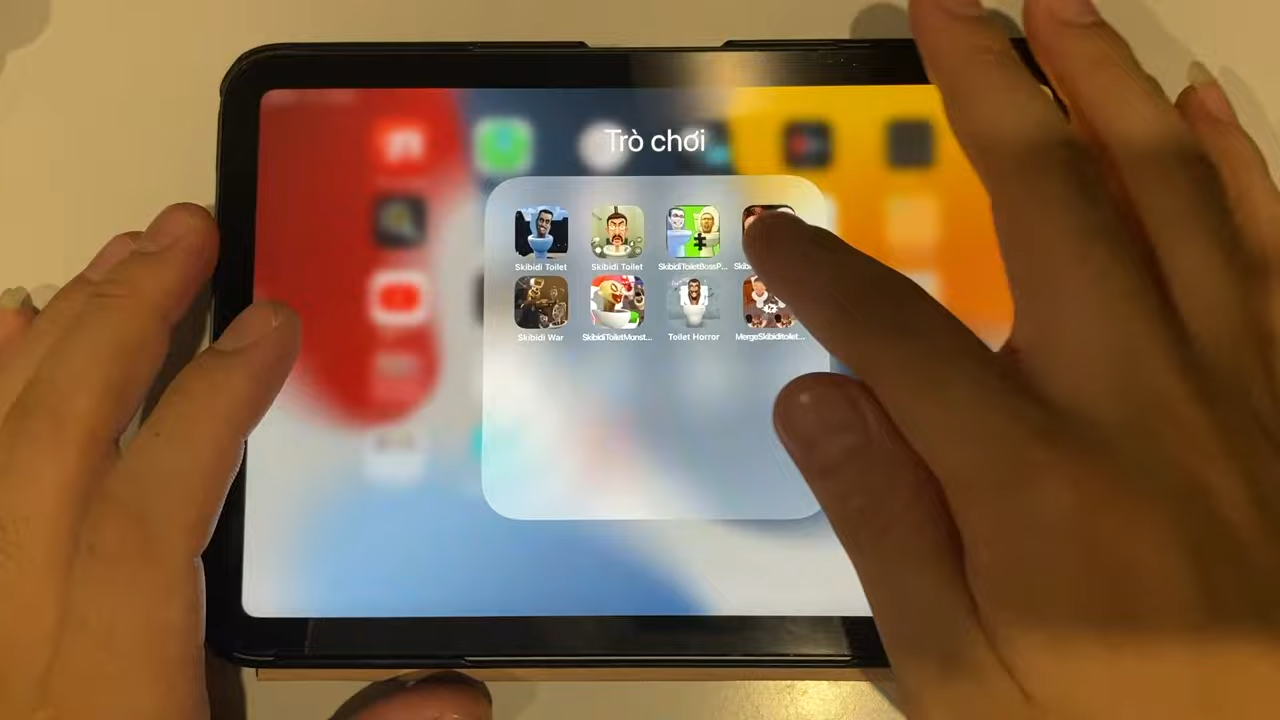 Trò chơi
Skibidi Toilet
Skibidi Toilet
SkibidiToiletBossP...
Skibidi War
SkibidiToiletMonst...
Toilet Horror
MergeSkibiditoilet...